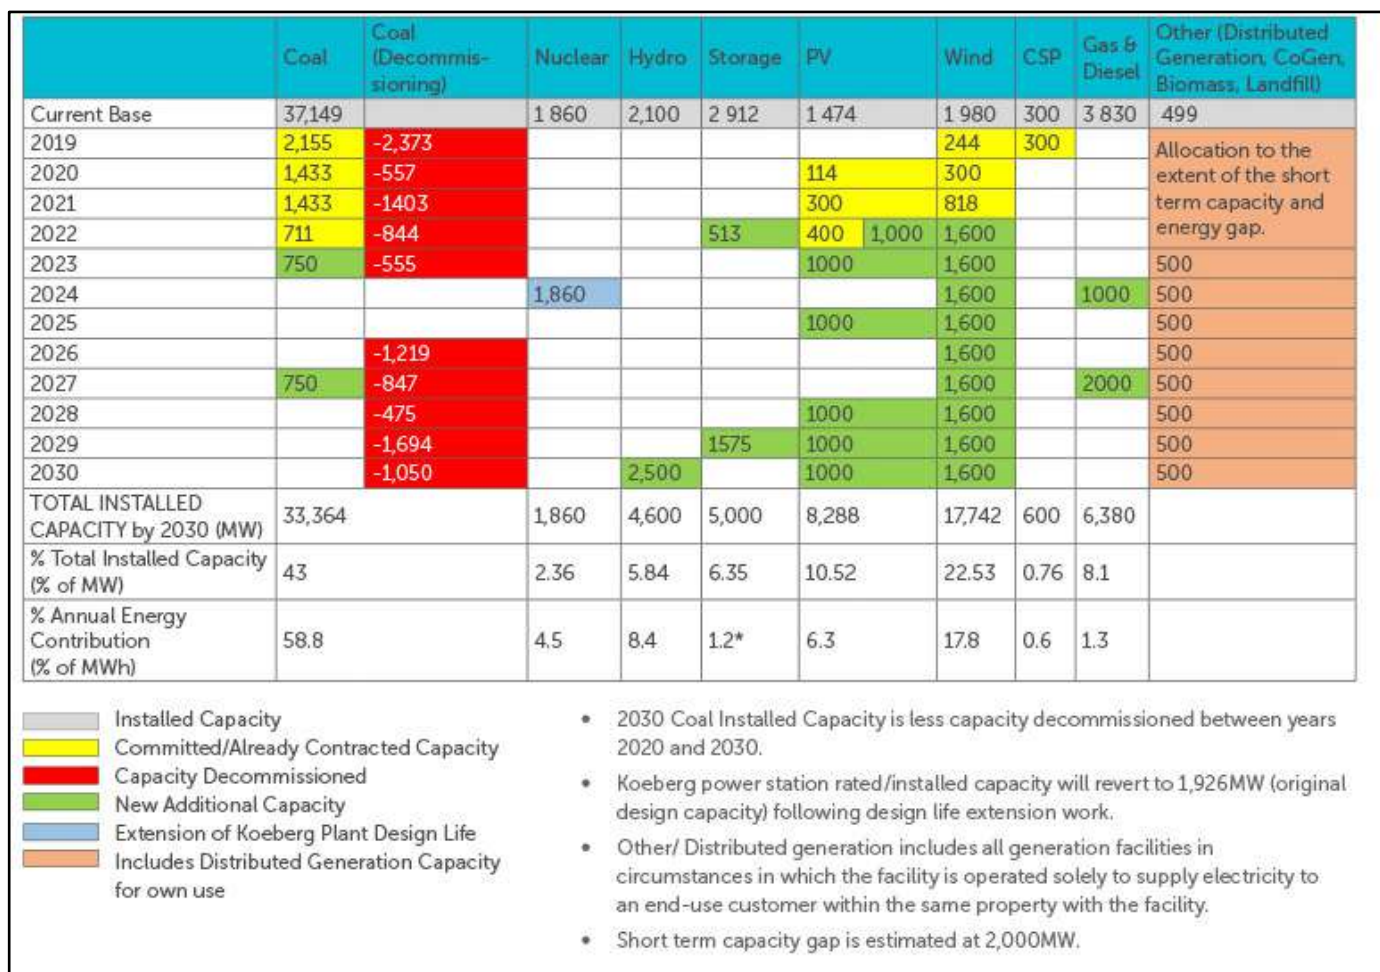 Coal Coal (Decommis-sioning) Nuclear Hydro Storage PV Wind CSP Gas & Diesel Other (Distributed Generation, CoGen, Biomass, Landfill)
Current Base 37,149 1 860 2,100 2 912 1 474 1 980 300 3 830 499
2019 2,155 -2,373 244 300 Allocation to the extent of the short term capacity and energy gap.
2020 1,433 -557 114 300
2021 1,433 -1403 300 818
2022 711 -844 513 400 1,000 1,600
2023 750 -555 1000 1,600 500
2024 1,860 1,600 1000 500
2025 1000 1,600 500
2026 -1,219 1,600 500
2027 750 -847 1,600 2000 500
2028 -475 1000 1,600 500
2029 -1,694 1575 1000 1,600 500
2030 -1,050 2,500 1000 1,600 500
TOTAL INSTALLED CAPACITY by 2030 (MW) 33,364 1,860 4,600 5,000 8,288 17,742 600 6,380
% Total Installed Capacity (% of MW) 43 2.36 5.84 6.35 10.52 22.53 0.76 8.1
% Annual Energy Contribution (% of MWh) 58.8 4.5 8.4 1.2* 6.3 17.8 0.6 1.3
Installed Capacity
Committed/Already Contracted Capacity
Capacity Decommissioned
New Additional Capacity
Extension of Koeberg Plant Design Life
Includes Distributed Generation Capacity
for own use
• 2030 Coal Installed Capacity is less capacity decommissioned between years
2020 and 2030.
• Koeberg power station rated/installed capacity will revert to 1,926MW (original
design capacity) following design life extension work.
• Other/ Distributed generation includes all generation facilities in
circumstances in which the facility is operated solely to supply electricity to
an end-use customer within the same property with the facility.
• Short term capacity gap is estimated at 2,000MW.